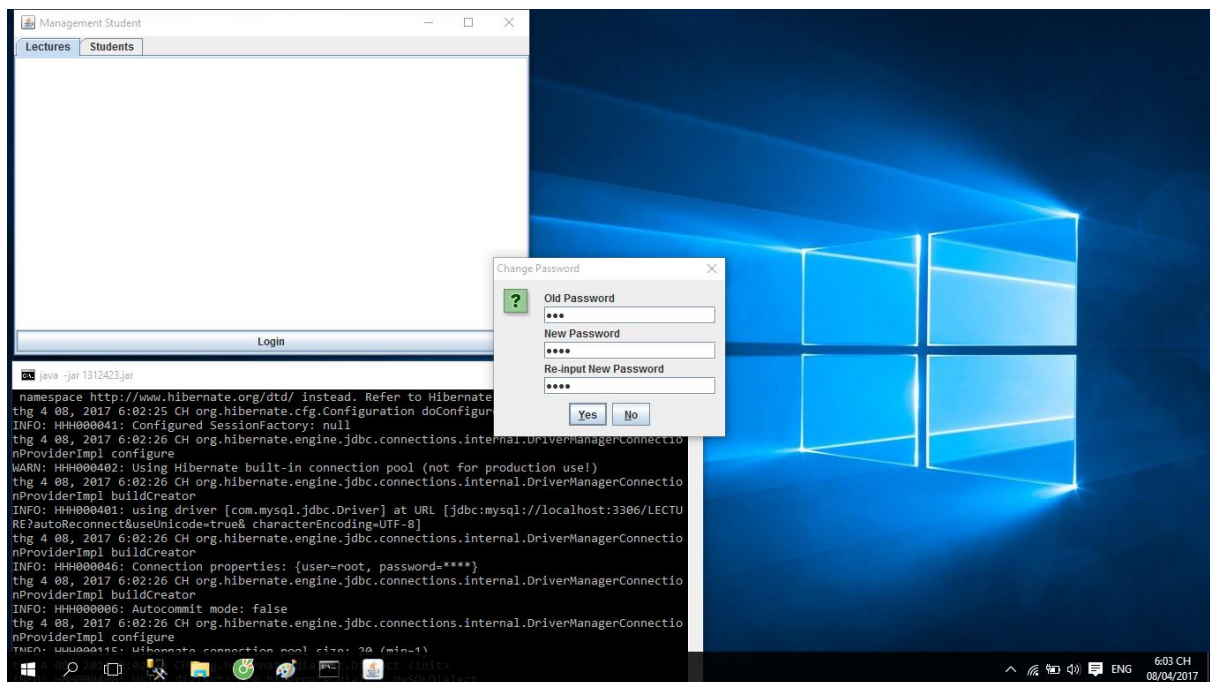 Management Student
Lectures Students
Login
Change Password
Old Password
•••
New Password
••••
Re-input New Password
••••
Yes No
java -jar 1312423.jar
namespace http://www.hibernate.org/dtd/ instead. Refer to Hibernate
thg 4 08, 2017 6:02:25 CH org.hibernate.cfg.Configuration doConfigure
INFO: HHH000041: Configured SessionFactory: null
thg 4 08, 2017 6:02:26 CH org.hibernate.engine.jdbc.connections.internal.DriverManagerConnectio
nProviderImpl configure
WARN: HHH000402: Using Hibernate built-in connection pool (not for production use!)
thg 4 08, 2017 6:02:26 CH org.hibernate.engine.jdbc.connections.internal.DriverManagerConnectio
nProviderImpl buildCreator
INFO: HHH000401: using driver [com.mysql.jdbc.Driver] at URL [jdbc:mysql://localhost:3306/LECTU
RE?autoReconnect&useUnicode=true& characterEncoding=UTF-8]
thg 4 08, 2017 6:02:26 CH org.hibernate.engine.jdbc.connections.internal.DriverManagerConnectio
nProviderImpl buildCreator
INFO: HHH000046: Connection properties: {user=root, password=****}
thg 4 08, 2017 6:02:26 CH org.hibernate.engine.jdbc.connections.internal.DriverManagerConnectio
nProviderImpl buildCreator
INFO: HHH000006: Autocommit mode: false
thg 4 08, 2017 6:02:26 CH org.hibernate.engine.jdbc.connections.internal.DriverManagerConnectio
nProviderImpl configure
INFO: HHH000115: Hibernate connection pool size: 20 (min=1)
ENG
6:03 CH
08/04/2017